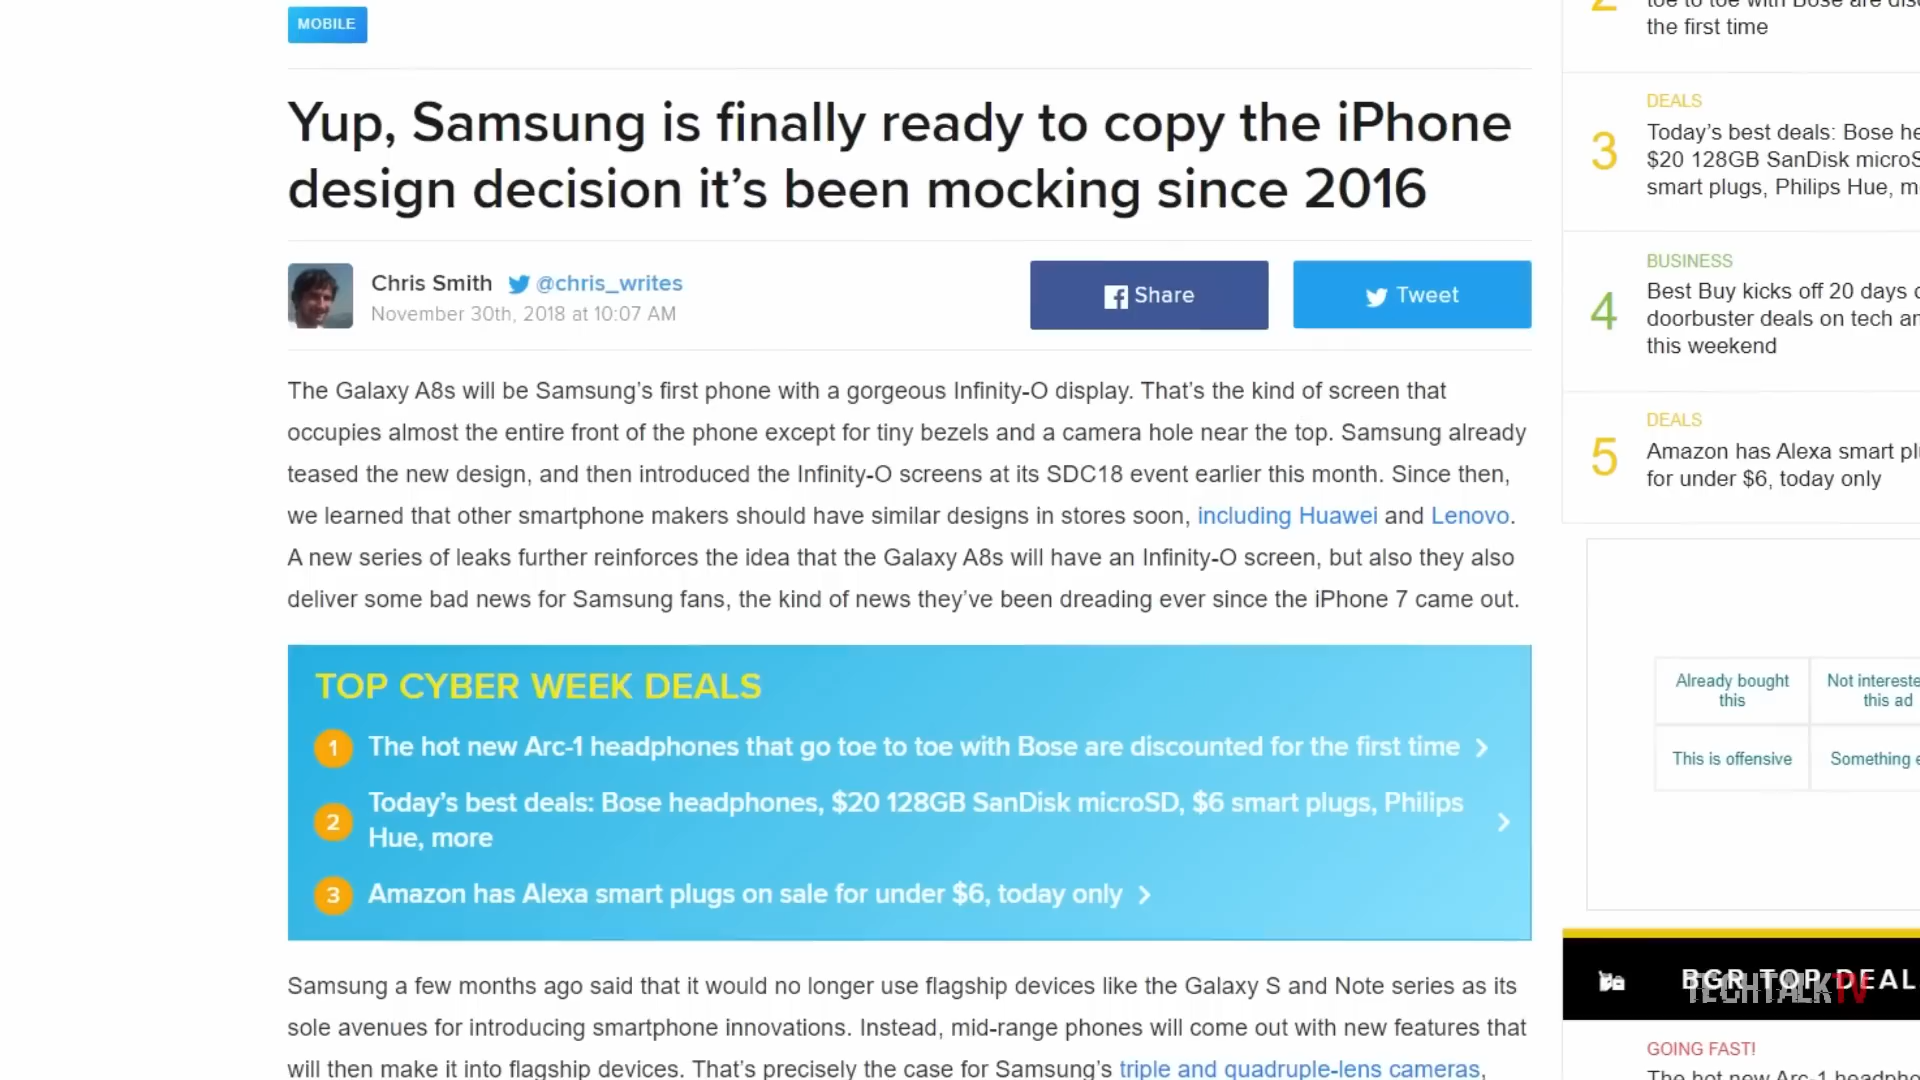 MOBILE
Yup, Samsung is finally ready to copy the iPhone
design decision it’s been mocking since 2016
Chris Smith @chris_writes
November 30th, 2018 at 10:07 AM
Share
Tweet
The Galaxy A8s will be Samsung’s first phone with a gorgeous Infinity-O display. That’s the kind of screen that
occupies almost the entire front of the phone except for tiny bezels and a camera hole near the top. Samsung already
teased the new design, and then introduced the Infinity-O screens at its SDC18 event earlier this month. Since then,
we learned that other smartphone makers should have similar designs in stores soon, including Huawei and Lenovo.
A new series of leaks further reinforces the idea that the Galaxy A8s will have an Infinity-O screen, but also they also
deliver some bad news for Samsung fans, the kind of news they’ve been dreading ever since the iPhone 7 came out.
TOP CYBER WEEK DEALS
1 The hot new Arc-1 headphones that go toe to toe with Bose are discounted for the first time
2 Today’s best deals: Bose headphones, $20 128GB SanDisk microSD, $6 smart plugs, Philips
Hue, more
3 Amazon has Alexa smart plugs on sale for under $6, today only
Samsung a few months ago said that it would no longer use flagship devices like the Galaxy S and Note series as its
sole avenues for introducing smartphone innovations. Instead, mid-range phones will come out with new features that
will then make it into flagship devices. That’s precisely the case for Samsung’s triple and quadruple-lens cameras,
2 toe to toe with Bose are
the first time
DEALS
3 Today’s best deals: Bose
$20 128GB SanDisk
smart plugs, Philips Hue,
BUSINESS
4 Best Buy kicks off 20 days
doorbuster deals on tech
this weekend
DEALS
5 Amazon has Alexa smart
for under $6, today only
Already bought
this
Not
this ad
This is offensive
Something
BGR TOP
TECHTALKTV
GOING FAST!
The hot new Arc-1